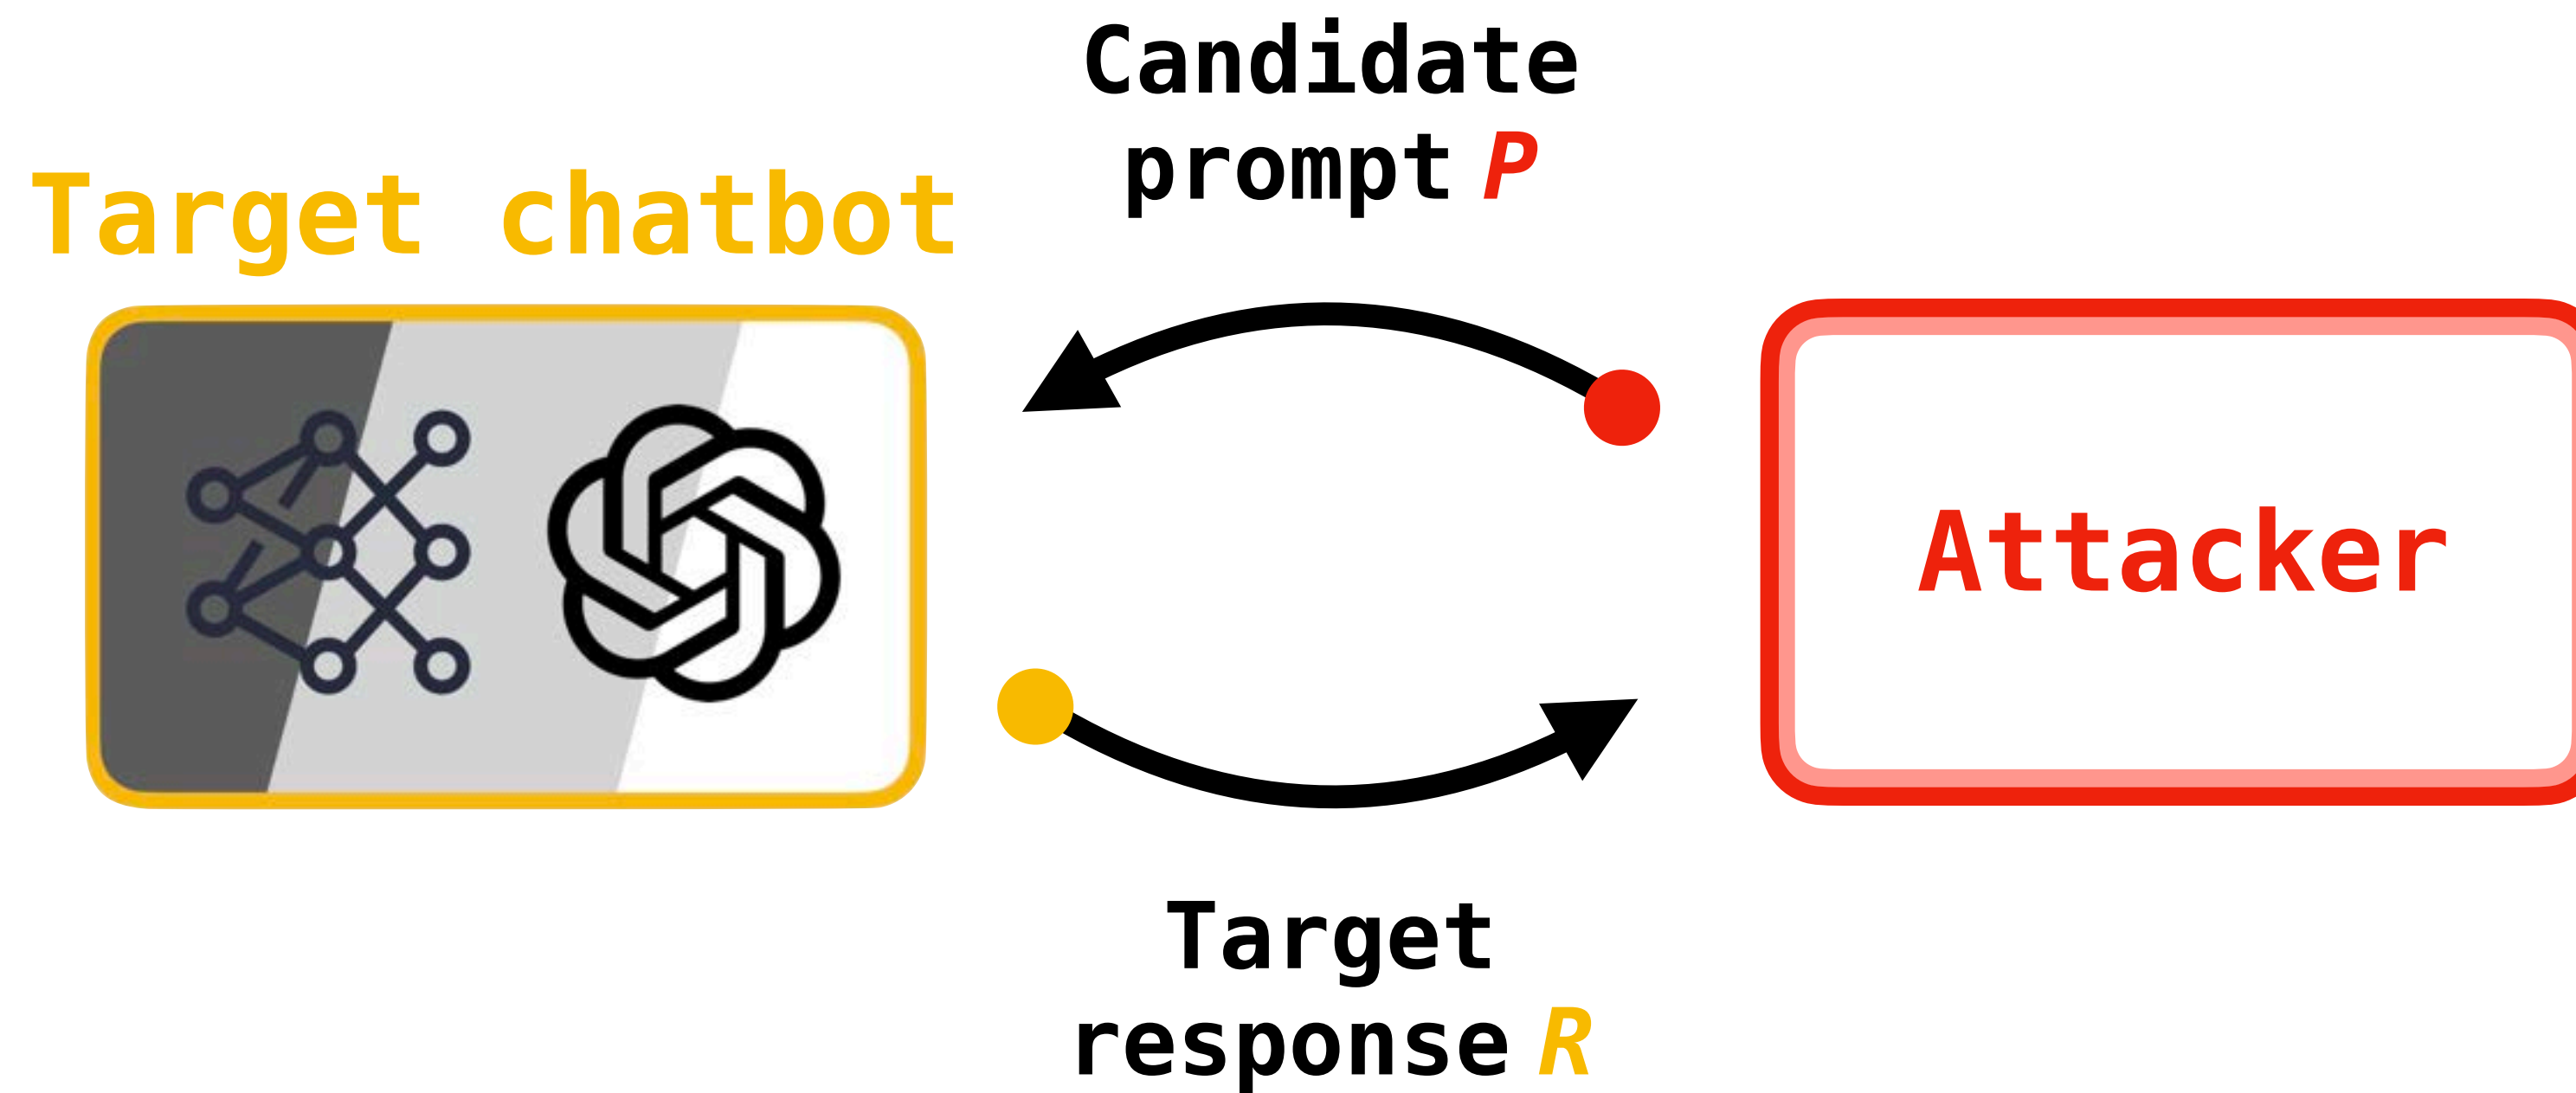 Candidate
prompt P
Target chatbot
Attacker
Target
response R